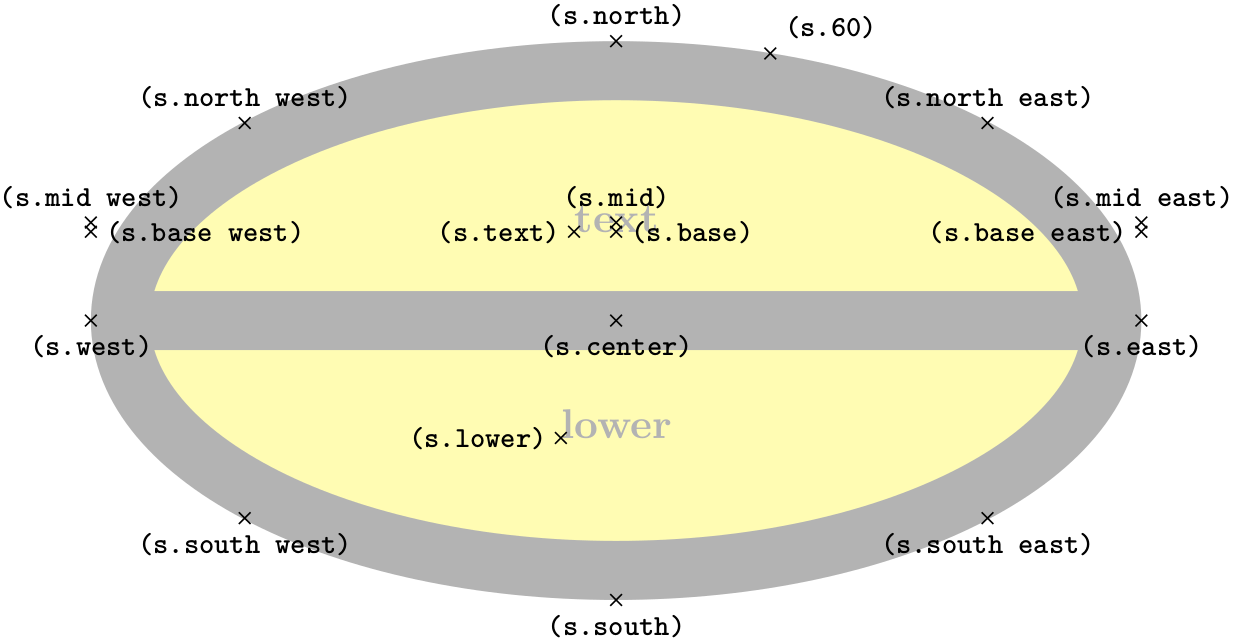 (s.north)
(s.60)
(s.north west)
(s.north east)
(s.mid west)
(s.mid)
(s.mid east)
text
(s.base west)
(s.text)
(s.base)
(s.base east)
(s.west)
(s.center)
(s.east)
lower
(s.lower)
(s.south west)
(s.south east)
(s.south)